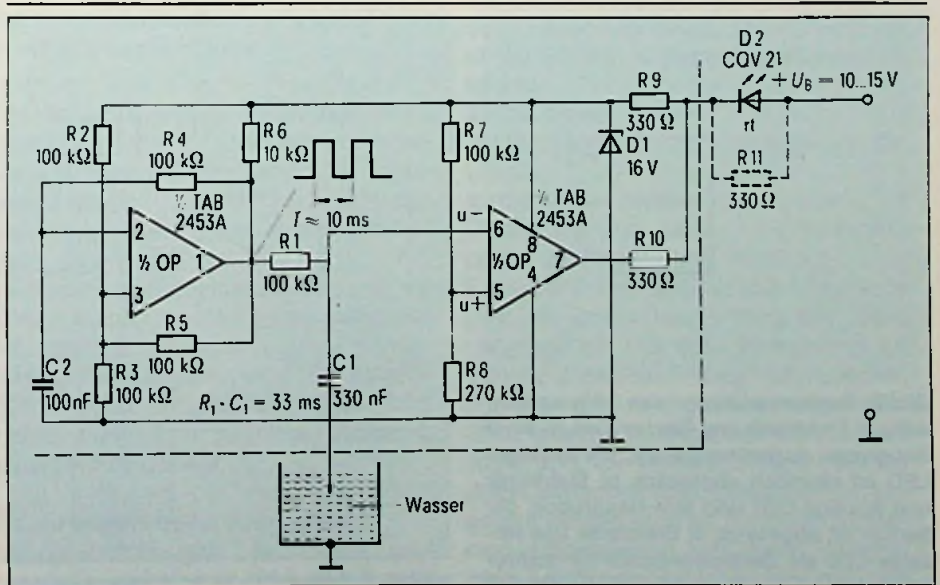 D2
CQV 21
+ U_B = 10...15 V
rt
R9
330 Ω
R11
330 Ω
R2
100 kΩ
R4
100 kΩ
R6
10 kΩ
R7
100 kΩ
D1
16 V
½ TAB
2453A
T ≈ 10 ms
½ TAB
2453A
2
3
½ OP
1
R1
100 kΩ
u−
6
8
½ OP
7
4
5
u+
R10
330 Ω
R5
100 kΩ
C2
100nF
R3
100 kΩ
R₁ · C₁ = 33 ms
C1
330 nF
R8
270 kΩ
Wasser